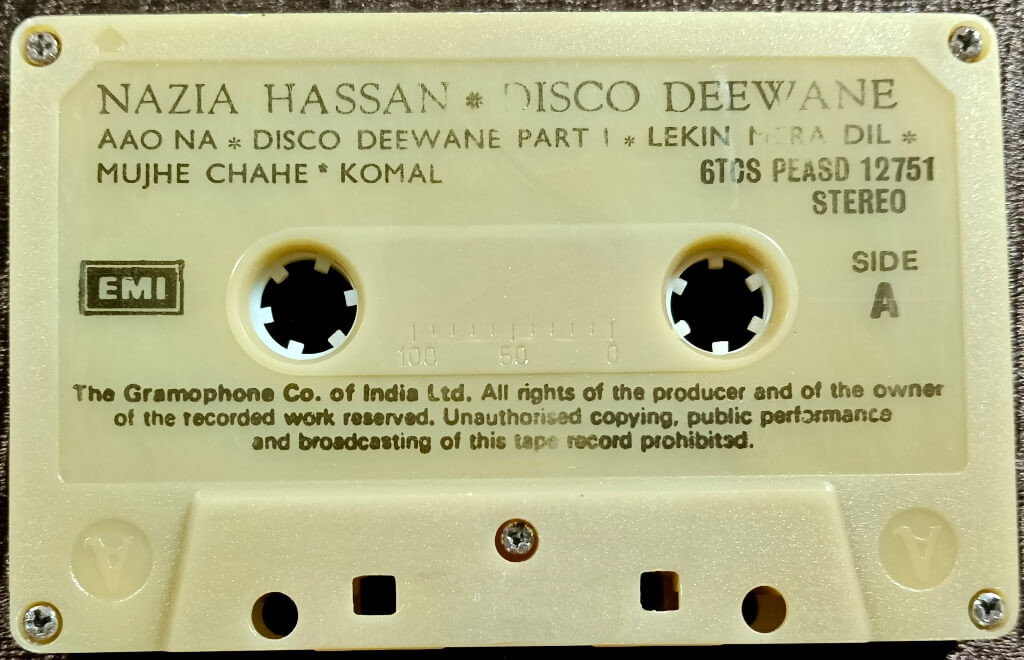 NAZIA HASSAN * DISCO DEEWANE
AAO NA * DISCO DEEWANE PART I * LEKIN MERA DIL *
MUJHE CHAHE * KOMAL
6TCS PEASD 12751
STEREO
EMI
SIDE
A
100 50 0
The Gramophone Co. of India Ltd. All rights of the producer and of the owner
of the recorded work reserved. Unauthorised copying, public performance
and broadcasting of this tape record prohibited.
A A